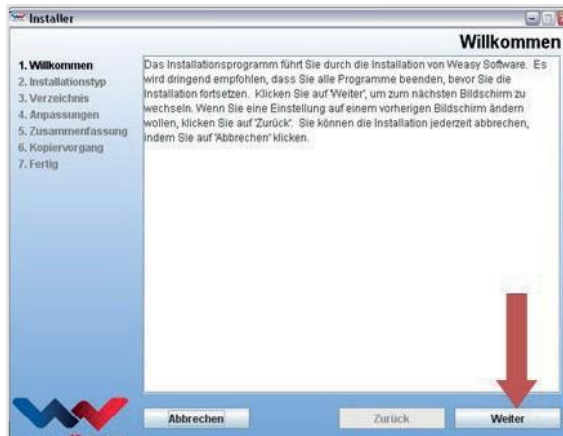 Installer
Willkommen
1. Willkommen
2. Installationstyp
3. Verzeichnis
4. Anpassungen
5. Zusammenfassung
6. Kopiervorgang
7. Fertig
Das Installationsprogramm führt Sie durch die Installation von Weasy Software. Es
wird dringend empfohlen, dass Sie alle Programme beenden, bevor Sie die
Installation fortsetzen. Klicken Sie auf 'Weiter', um zum nächsten Bildschirm zu
wechseln. Wenn Sie eine Einstellung auf einem vorherigen Bildschirm ändern
wollen, klicken Sie auf 'Zurück'. Sie können die Installation jederzeit abbrechen,
indem Sie auf 'Abbrechen' klicken.
Abbrechen
Zurück
Weiter